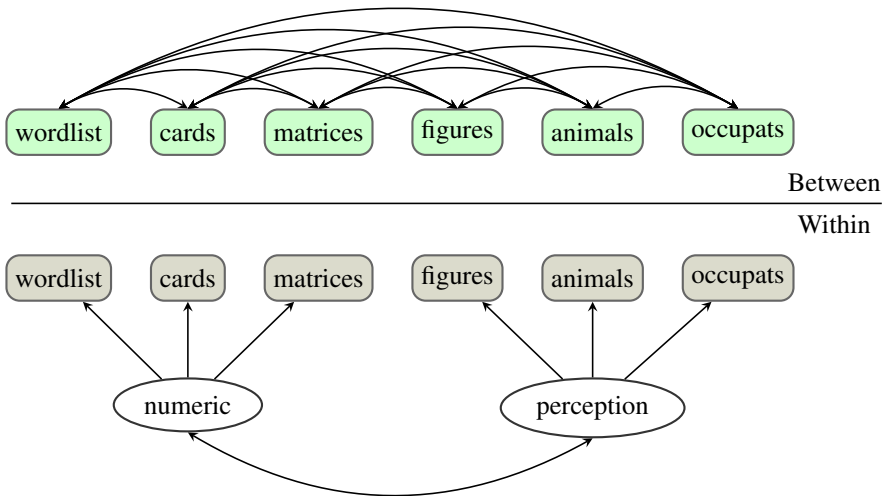 wordlist cards matrices figures animals occupats
Between
Within
wordlist cards matrices figures animals occupats
numeric perception